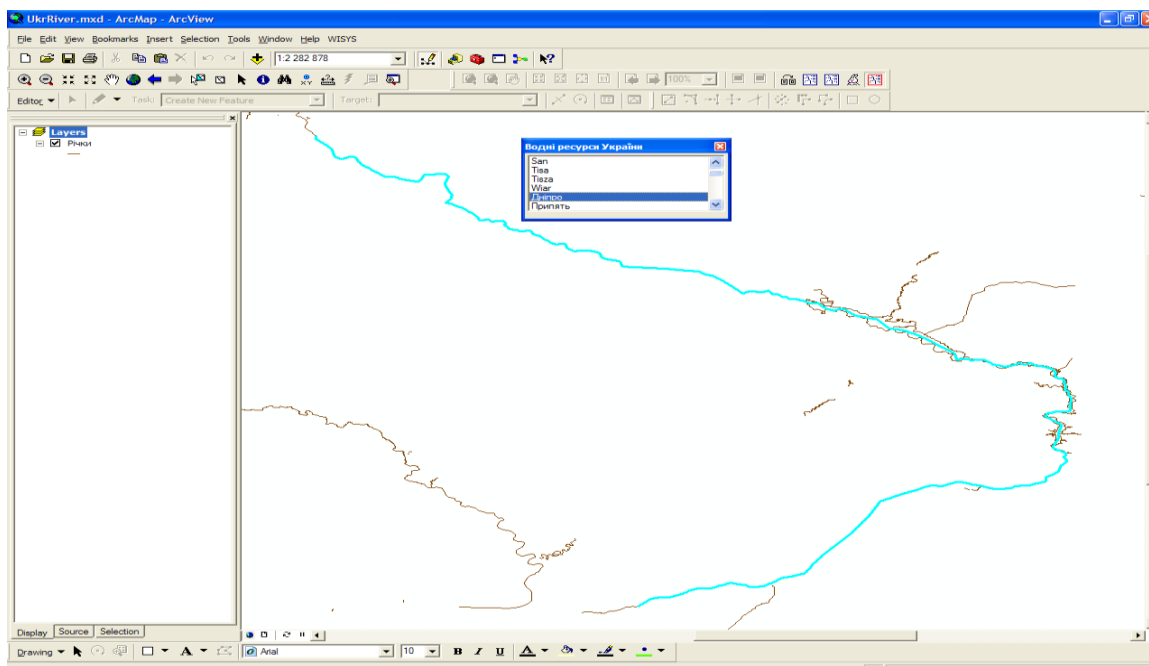 UkrRiver.mxd - ArcMap - ArcView
File Edit View Bookmarks Insert Selection Tools Window Help WISYS
1:2 282 878
100%
Editor Task: Create New Feature Target:
Layers
Річки
Водні ресурси України
San
Tisa
Tisza
Wiar
Дніпро
Припять
Display Source Selection
Drawing A Arial 10 B I U A